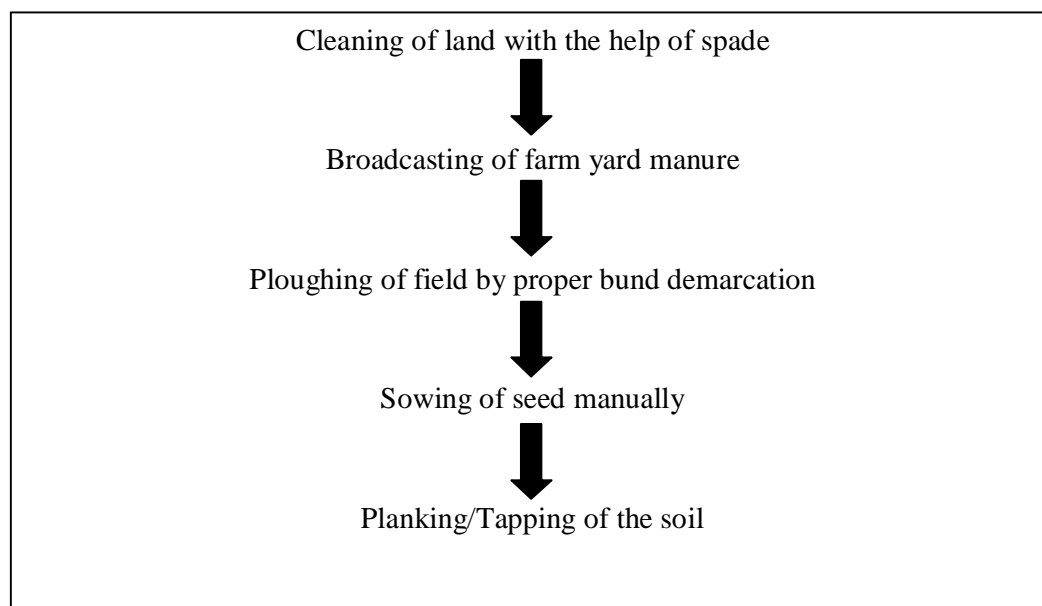 Cleaning of land with the help of spade
Broadcasting of farm yard manure
Ploughing of field by proper bund demarcation
Sowing of seed manually
Planking/Tapping of the soil